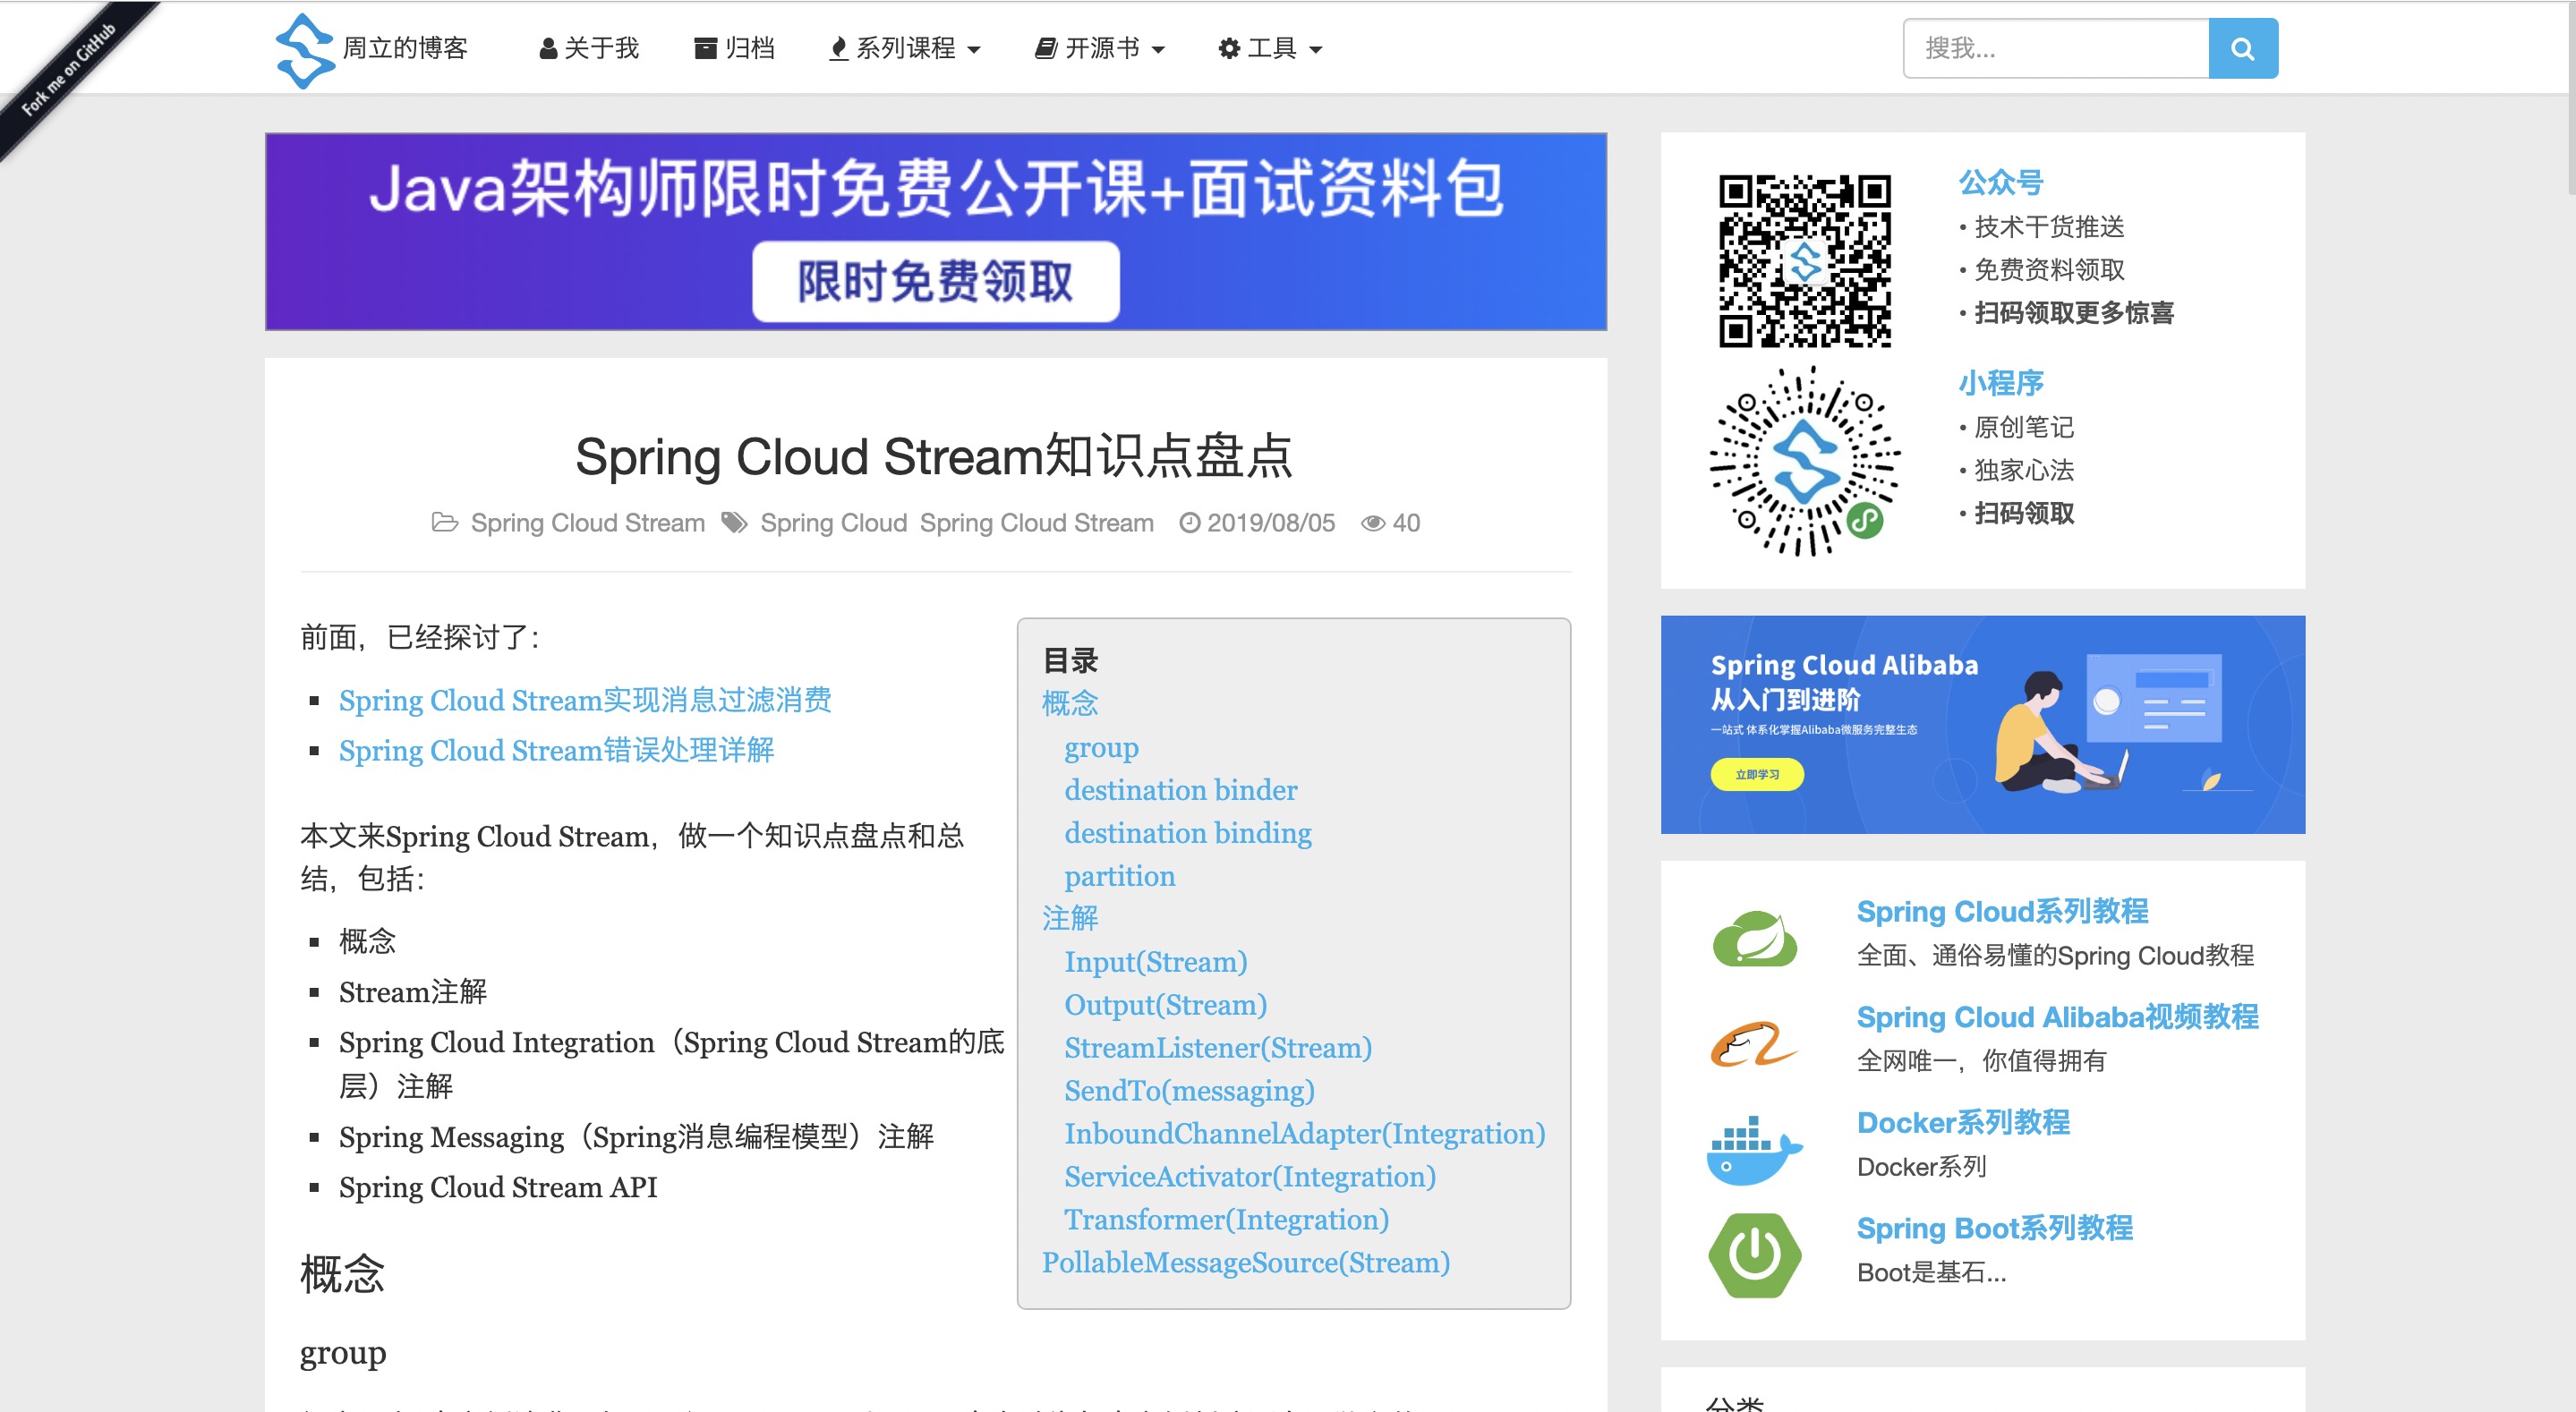 Fork me on GitHub
周立的博客
关于我
归档
系列课程
开源书
工具
搜我...
Java架构师限时免费公开课+面试资料包
限时免费领取
Spring Cloud Stream知识点盘点
Spring Cloud Stream Spring Cloud Spring Cloud Stream 2019/08/05 40
前面，已经探讨了：
Spring Cloud Stream实现消息过滤消费
Spring Cloud Stream错误处理详解
本文来Spring Cloud Stream，做一个知识点盘点和总
结，包括：
概念
Stream注解
Spring Cloud Integration（Spring Cloud Stream的底
层）注解
Spring Messaging（Spring消息编程模型）注解
Spring Cloud Stream API
概念
group
目录
概念
group
destination binder
destination binding
partition
注解
Input(Stream)
Output(Stream)
StreamListener(Stream)
SendTo(messaging)
InboundChannelAdapter(Integration)
ServiceActivator(Integration)
Transformer(Integration)
PollableMessageSource(Stream)
公众号
• 技术干货推送
• 免费资料领取
• 扫码领取更多惊喜
小程序
• 原创笔记
• 独家心法
• 扫码领取
Spring Cloud Alibaba
从入门到进阶
一站式 体系化掌握Alibaba微服务完整生态
立即学习
Spring Cloud系列教程
全面、通俗易懂的Spring Cloud教程
Spring Cloud Alibaba视频教程
全网唯一，你值得拥有
Docker系列教程
Docker系列
Spring Boot系列教程
Boot是基石...
分类